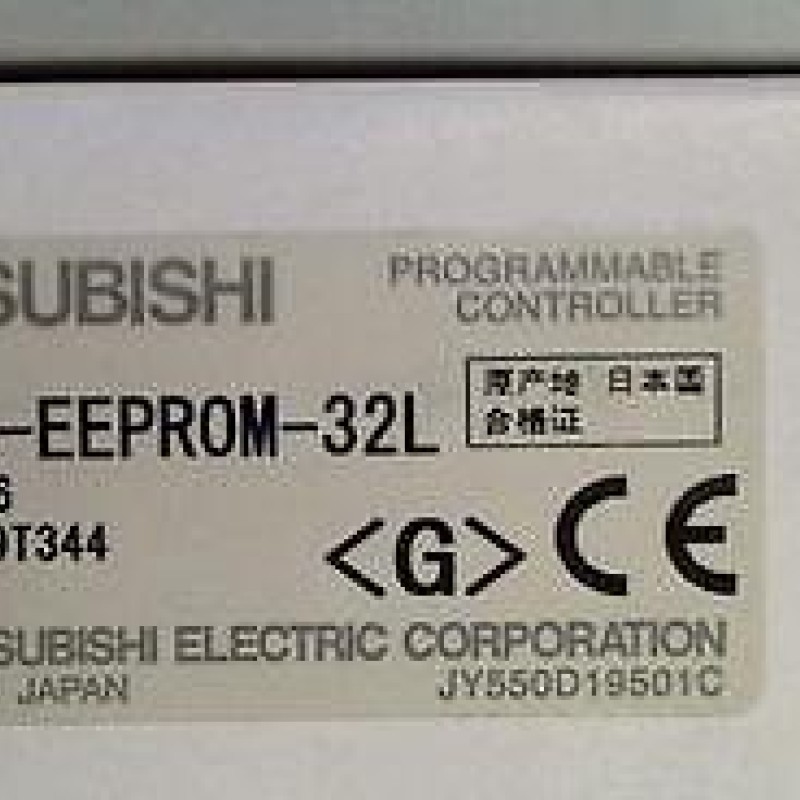 SUBISHI
PROGRAMMABLE
CONTROLLER
-EEPROM-32L
原产地 日本国
合格证
6
0T344
<G> CE
SUBISHI ELECTRIC CORPORATION
JAPAN
JY550D19501C